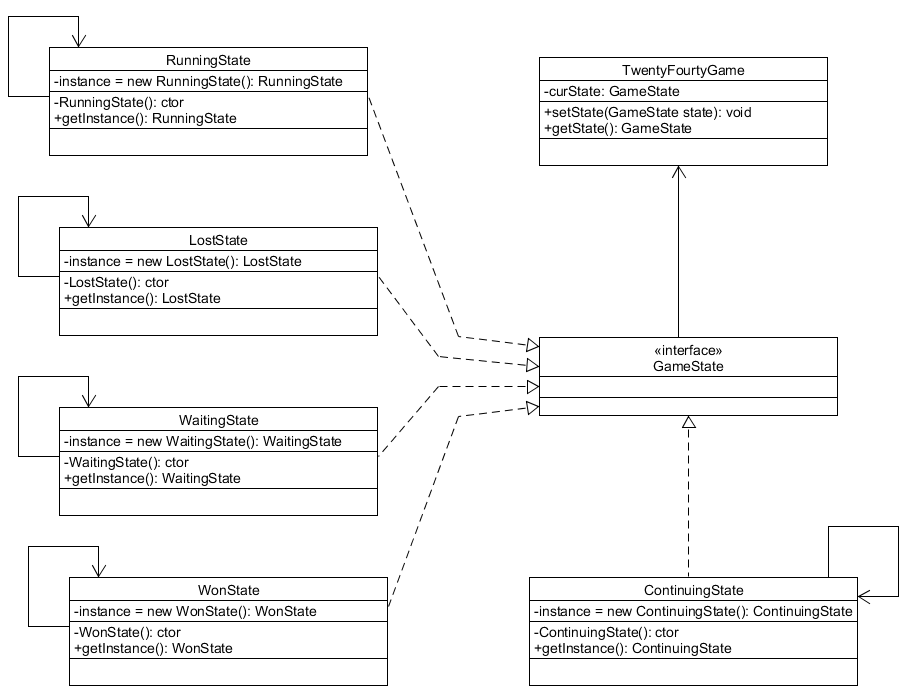 RunningState
-instance = new RunningState(): RunningState
-RunningState(): ctor
+getInstance(): RunningState
TwentyFourtyGame
-curState: GameState
+setState(GameState state): void
+getState(): GameState
LostState
-instance = new LostState(): LostState
-LostState(): ctor
+getInstance(): LostState
«interface»
GameState
WaitingState
-instance = new WaitingState(): WaitingState
-WaitingState(): ctor
+getInstance(): WaitingState
WonState
-instance = new WonState(): WonState
-WonState(): ctor
+getInstance(): WonState
ContinuingState
-instance = new ContinuingState(): ContinuingState
-ContinuingState(): ctor
+getInstance(): ContinuingState